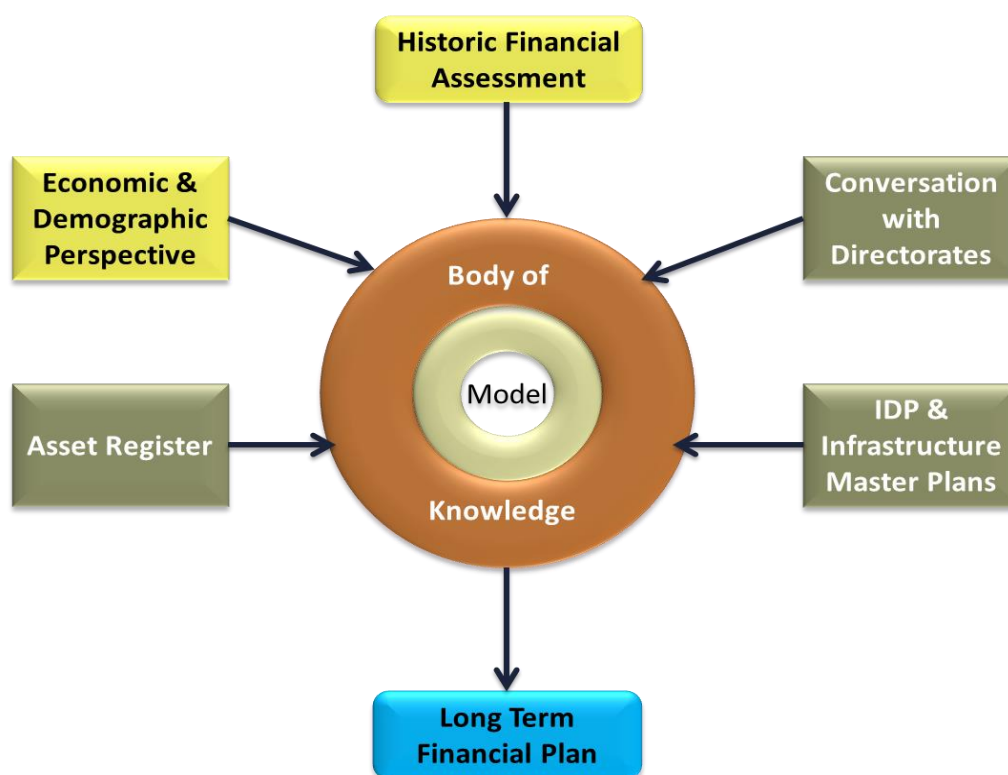 Historic Financial
Assessment
Economic &
Demographic
Perspective
Conversation
with
Directorates
Body of
Model
Knowledge
Asset Register
IDP &
Infrastructure
Master Plans
Long Term
Financial Plan